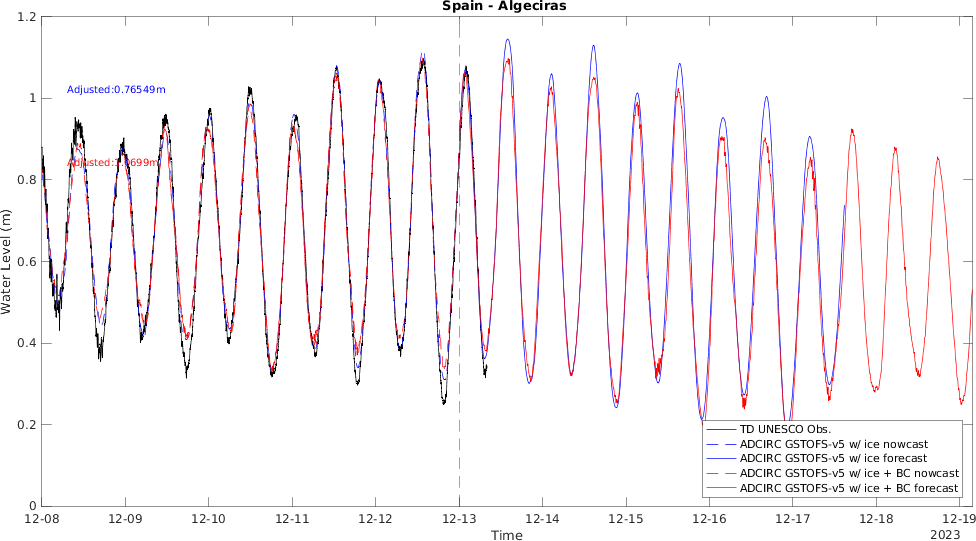 Spain - Algeciras
1.2
1
0.8
0.6
0.4
0.2
0
Water Level (m)
Adjusted:0.76549m
12-08
12-09
12-10
12-11
12-12
12-13
12-14
12-15
12-16
12-17
12-18
12-19
2023
Time
TD UNESCO Obs.
ADCIRC GSTOFS-v5 w/ ice nowcast
ADCIRC GSTOFS-v5 w/ ice forecast
ADCIRC GSTOFS-v5 w/ ice + BC nowcast
ADCIRC GSTOFS-v5 w/ ice + BC forecast